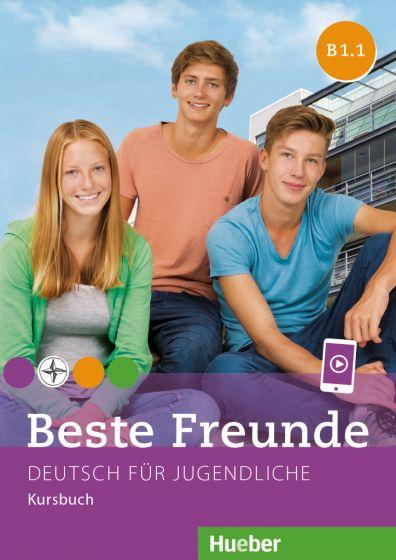 B1.1
Beste Freunde
DEUTSCH FÜR JUGENDLICHE
Kursbuch
Hueber